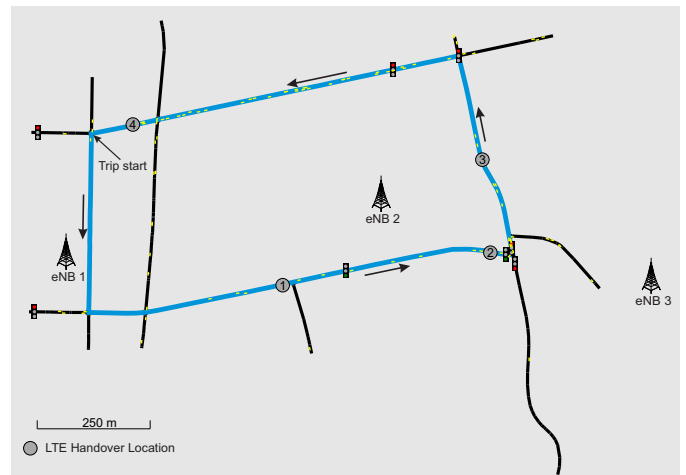 4
Trip start
3
eNB 2
eNB 1
2
1
eNB 3
250 m
LTE Handover Location